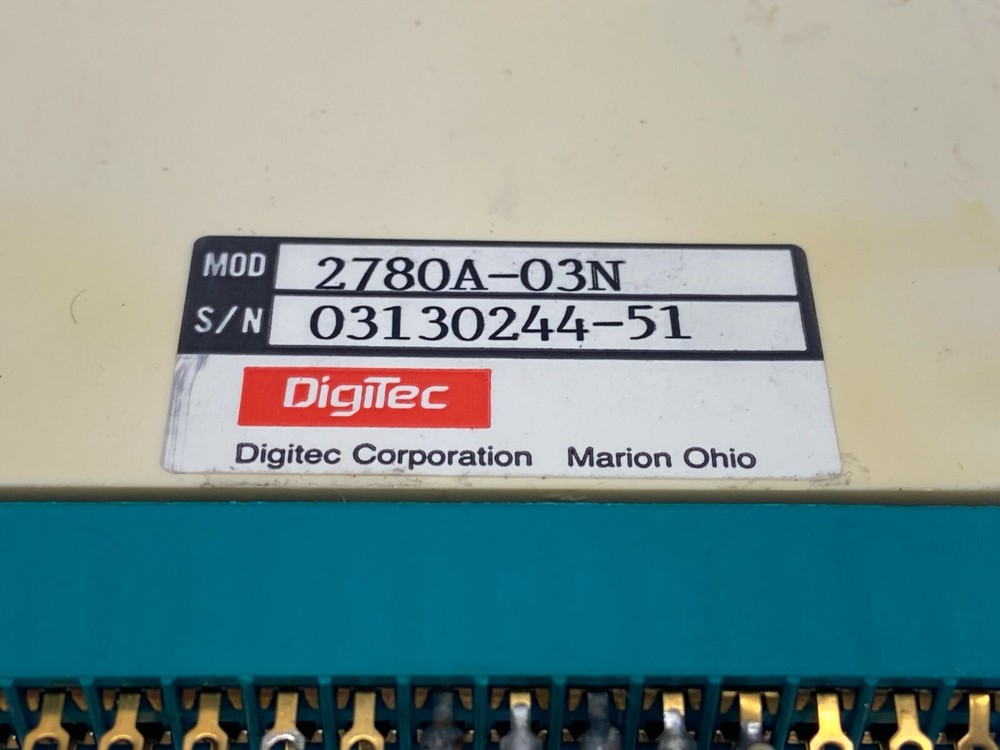 MOD 2780A-03N
S/N 03130244-51
DigiTec
Digitec Corporation Marion Ohio